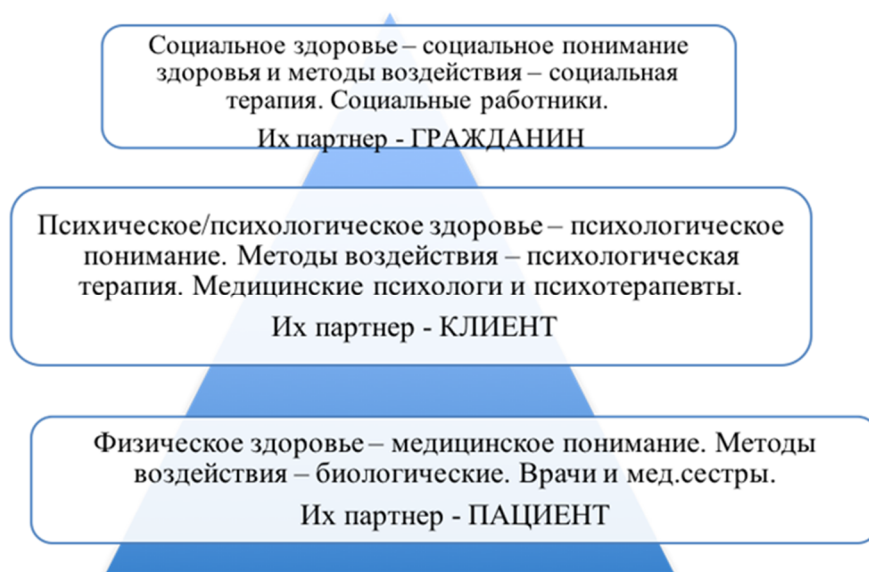 Социальное здоровье – социальное понимание
здоровья и методы воздействия – социальная
терапия. Социальные работники.
Их партнер - ГРАЖДАНИН
Психическое/психологическое здоровье – психологическое
понимание. Методы воздействия – психологическая
терапия. Медицинские психологи и психотерапевты.
Их партнер - КЛИЕНТ
Физическое здоровье – медицинское понимание. Методы
воздействия – биологические. Врачи и мед.сестры.
Их партнер - ПАЦИЕНТ